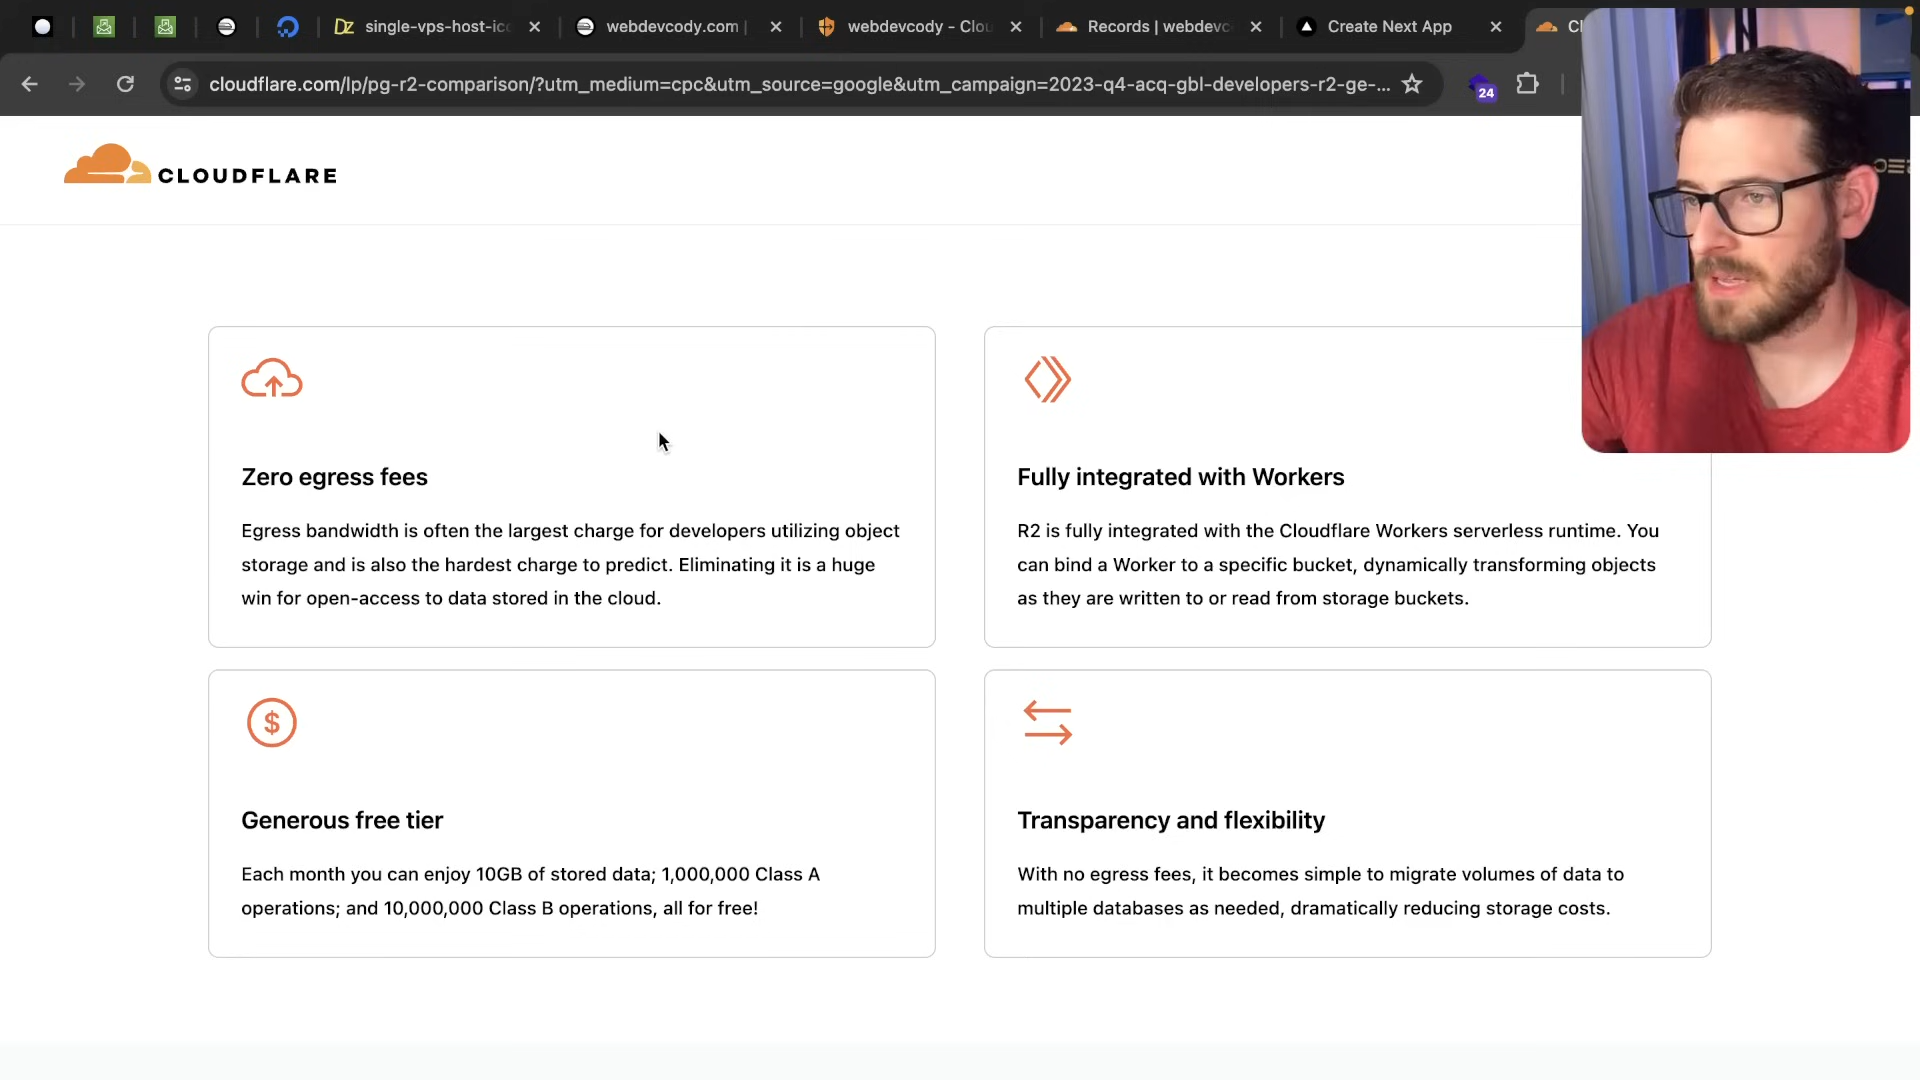 single-vps-host-ico
webdevcody.com |
webdevcody - Clou
Records | webdevc
Create Next App
Cl
cloudflare.com/lp/pg-r2-comparison/?utm_medium=cpc&utm_source=google&utm_campaign=2023-q4-acq-gbl-developers-r2-ge-...
24
CLOUDFLARE
Zero egress fees
Egress bandwidth is often the largest charge for developers utilizing object
storage and is also the hardest charge to predict. Eliminating it is a huge
win for open-access to data stored in the cloud.
Fully integrated with Workers
R2 is fully integrated with the Cloudflare Workers serverless runtime. You
can bind a Worker to a specific bucket, dynamically transforming objects
as they are written to or read from storage buckets.
$
Generous free tier
Each month you can enjoy 10GB of stored data; 1,000,000 Class A
operations; and 10,000,000 Class B operations, all for free!
Transparency and flexibility
With no egress fees, it becomes simple to migrate volumes of data to
multiple databases as needed, dramatically reducing storage costs.